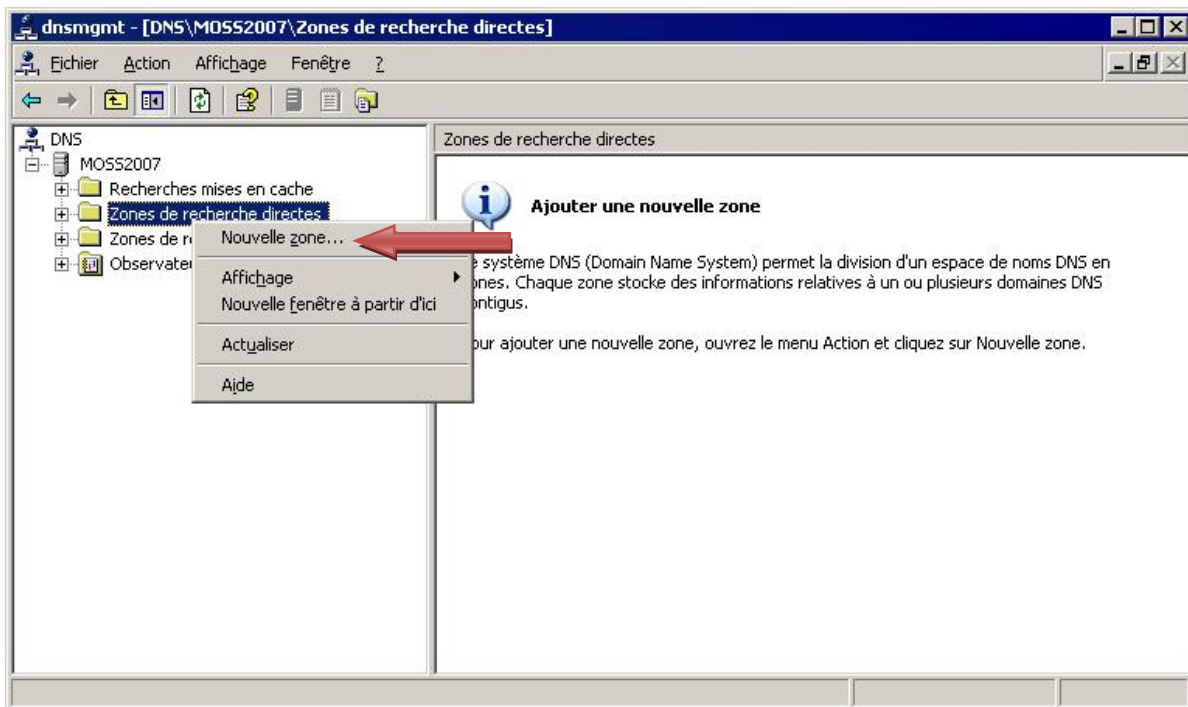 dnsmgmt - [DNS\MOSS2007\Zones de recherche directes]
Fichier Action Affichage Fenêtre ?
DNS
MOSS2007
Recherches mises en cache
Zones de recherche directes
Zones de r
Observate
Nouvelle zone...
Affichage
Nouvelle fenêtre à partir d'ici
Actualiser
Aide
Zones de recherche directes
Ajouter une nouvelle zone
système DNS (Domain Name System) permet la division d'un espace de noms DNS en
ones. Chaque zone stocke des informations relatives à un ou plusieurs domaines DNS
ontigus.
our ajouter une nouvelle zone, ouvrez le menu Action et cliquez sur Nouvelle zone.